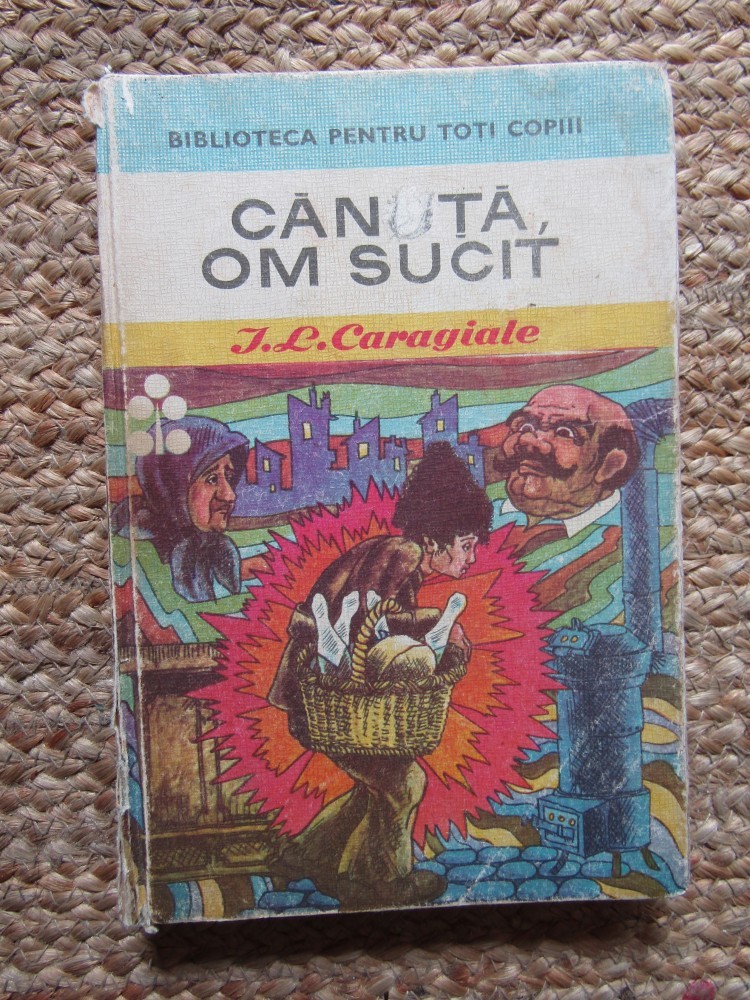 BIBLIOTECA PENTRU TOTI COPIII
CĂNUȚĂ,
OM SUCIT
I.L.Caragiale